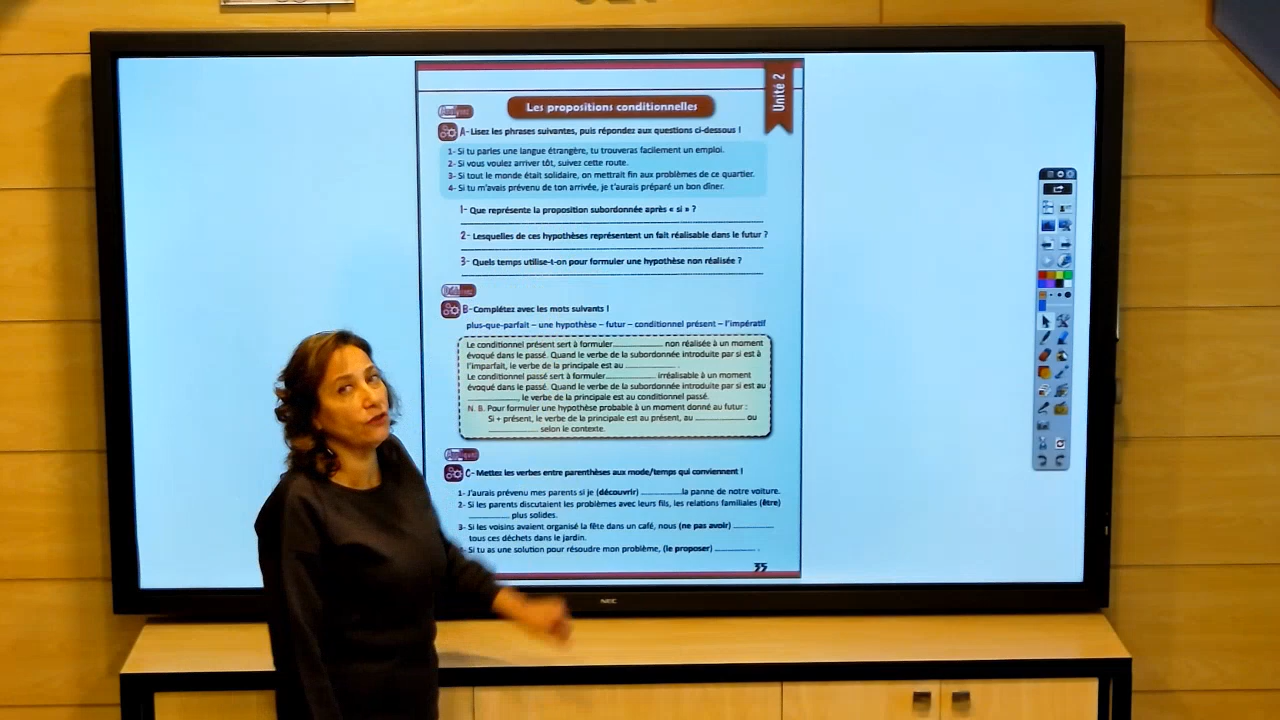 Unité 2
Les propositions conditionnelles
A- Lisez les phrases suivantes, puis répondez aux questions ci-dessous !
1- Si tu parles une langue étrangère, tu trouveras facilement un emploi.
2- Si vous voulez arriver tôt, suivez cette route.
3- Si tout le monde était solidaire, on mettrait fin aux problèmes de ce quartier.
4- Si tu m'avais prévenu de ton arrivée, je t'aurais préparé un bon dîner.
1- Que représente la proposition subordonnée après « si » ?
2- Lesquelles de ces hypothèses représentent un fait réalisable dans le futur ?
3- Quels temps utilise-t-on pour formuler une hypothèse non réalisée ?
B- Complétez avec les mots suivants !
plus-que-parfait – une hypothèse – futur – conditionnel présent – l'impératif
Le conditionnel présent sert à formuler__________ non réalisée à un moment
évoqué dans le passé. Quand le verbe de la subordonnée introduite par si est à
l'imparfait, le verbe de la principale est au __________ .
Le conditionnel passé sert à formuler__________ irréalisable à un moment
évoqué dans le passé. Quand le verbe de la subordonnée introduite par si est au
__________, le verbe de la principale est au conditionnel passé.
N. B. Pour formuler une hypothèse probable à un moment donné au futur :
Si + présent, le verbe de la principale est au présent, au __________ ou
__________ selon le contexte.
C- Mettez les verbes entre parenthèses aux mode/temps qui conviennent !
1- J'aurais prévenu mes parents si je (découvrir) ________la panne de notre voiture.
2- Si les parents discutaient les problèmes avec leurs fils, les relations familiales (être)
________ plus solides.
3- Si les voisins avaient organisé la fête dans un café, nous (ne pas avoir) ________
tous ces déchets dans le jardin.
- Si tu as une solution pour résoudre mon problème, (le proposer) ________ .
35
NEC